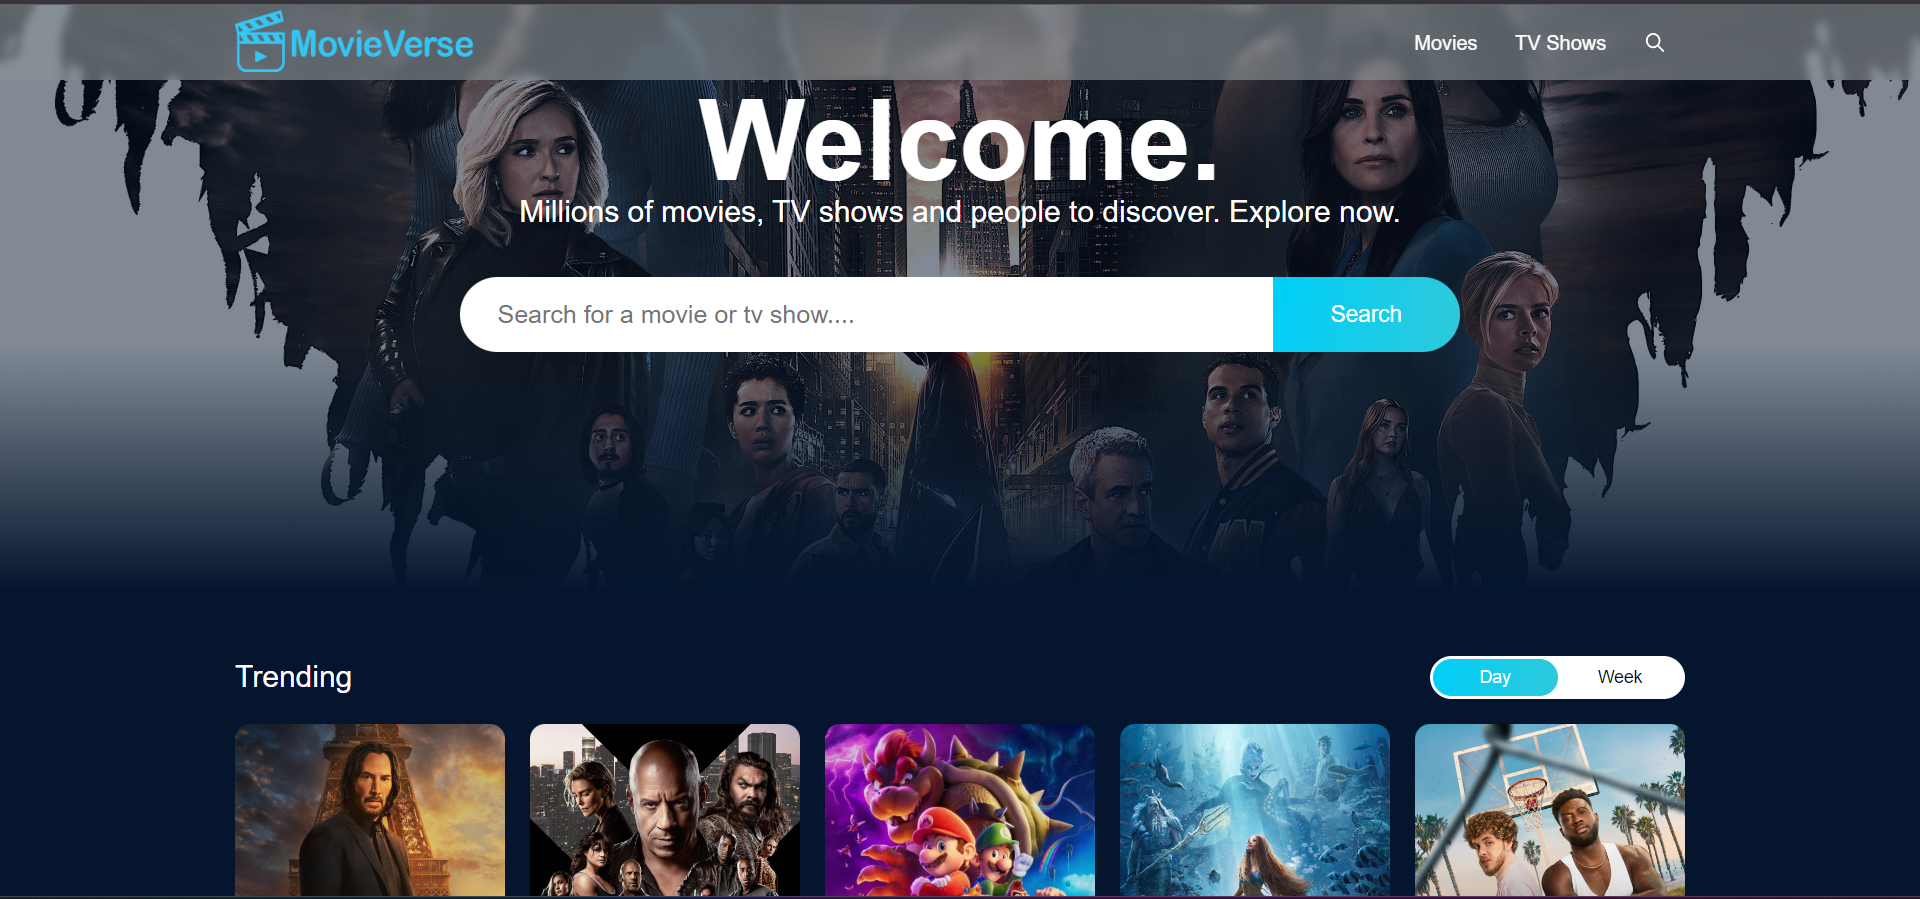 MovieVerse
Movies
TV Shows
Welcome.
Millions of movies, TV shows and people to discover. Explore now.
Search for a movie or tv show....
Search
Trending
Day
Week